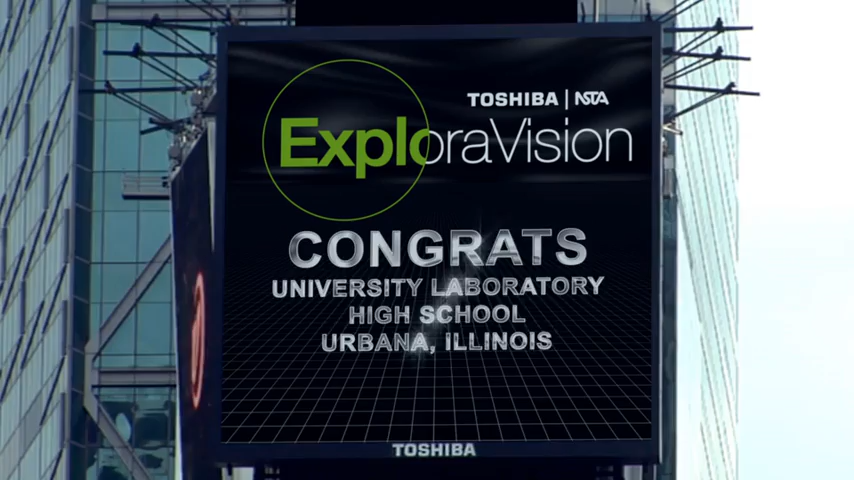 TOSHIBA | NSTA
ExploraVision
CONGRATS
UNIVERSITY LABORATORY
HIGH SCHOOL
URBANA, ILLINOIS
TOSHIBA